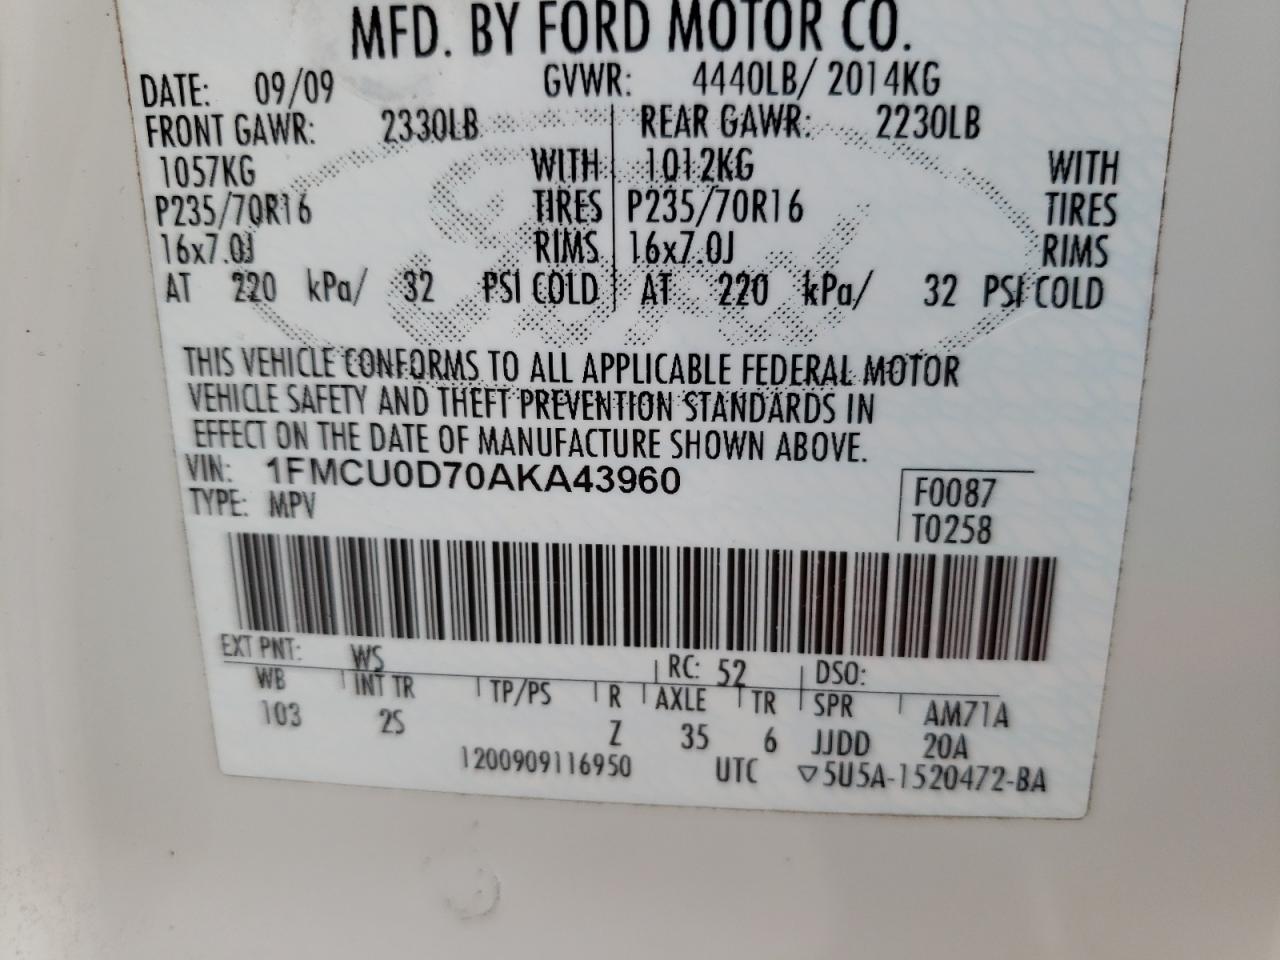 MFD. BY FORD MOTOR CO.
DATE: 09/09 GVWR: 4440LB/ 2014KG
FRONT GAWR: 2330LB REAR GAWR: 2230LB
1057KG WITH 1012KG WITH
P235/70R16 TIRES P235/70R16 TIRES
16x7.0J RIMS 16x7.0J RIMS
AT 220 kPa/ 32 PSI COLD AT 220 kPa/ 32 PSI COLD
THIS VEHICLE CONFORMS TO ALL APPLICABLE FEDERAL MOTOR
VEHICLE SAFETY AND THEFT PREVENTION STANDARDS IN
EFFECT ON THE DATE OF MANUFACTURE SHOWN ABOVE.
VIN: 1FMCU0D70AKA43960
TYPE: MPV
F0087
T0258
EXT PNT: WS RC: 52 DSO:
WB INT TR TP/PS R AXLE TR SPR AM71A
103 2S Z 35 6 JJDD 20A
1200909116950 UTC ▽5U5A-1520472-BA